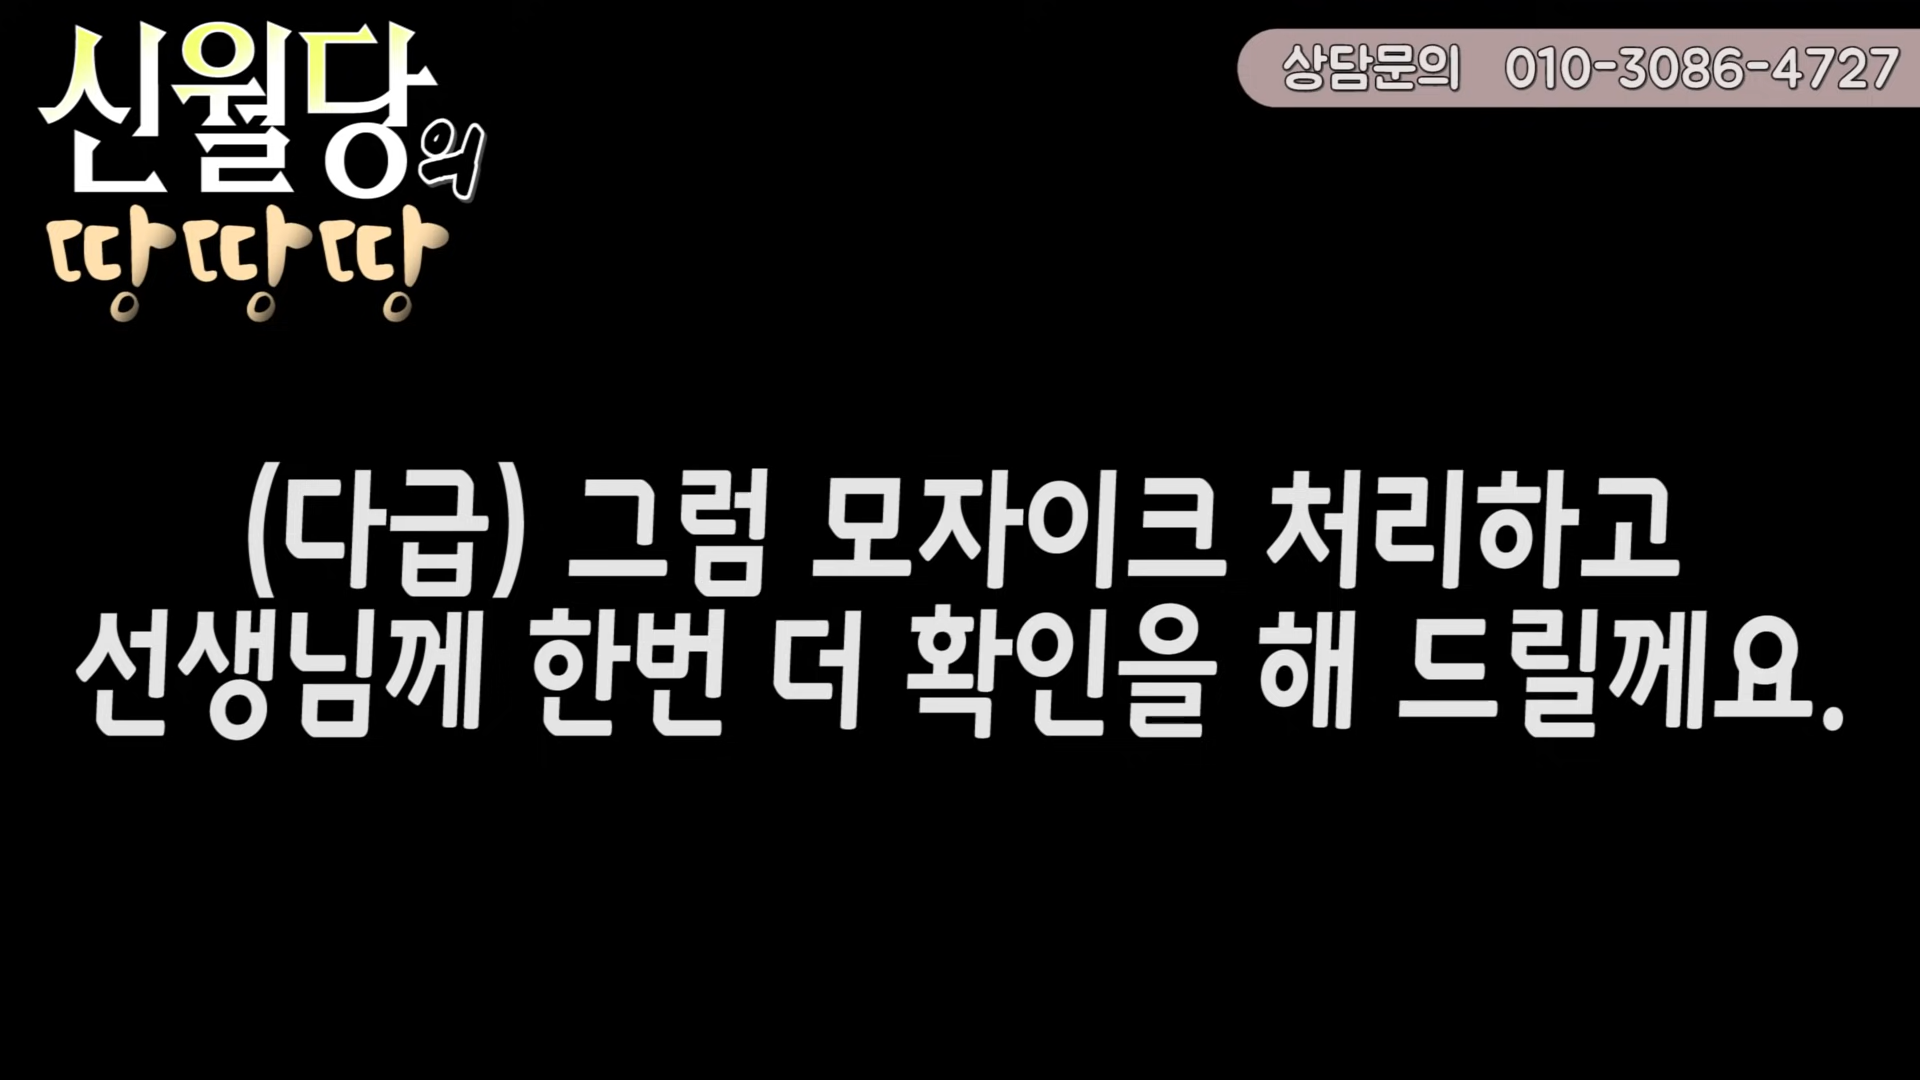 신월당의
땅땅땅
상담문의 010-3086-4727
(다급) 그럼 모자이크 처리하고
선생님께 한번 더 확인을 해 드릴께요.